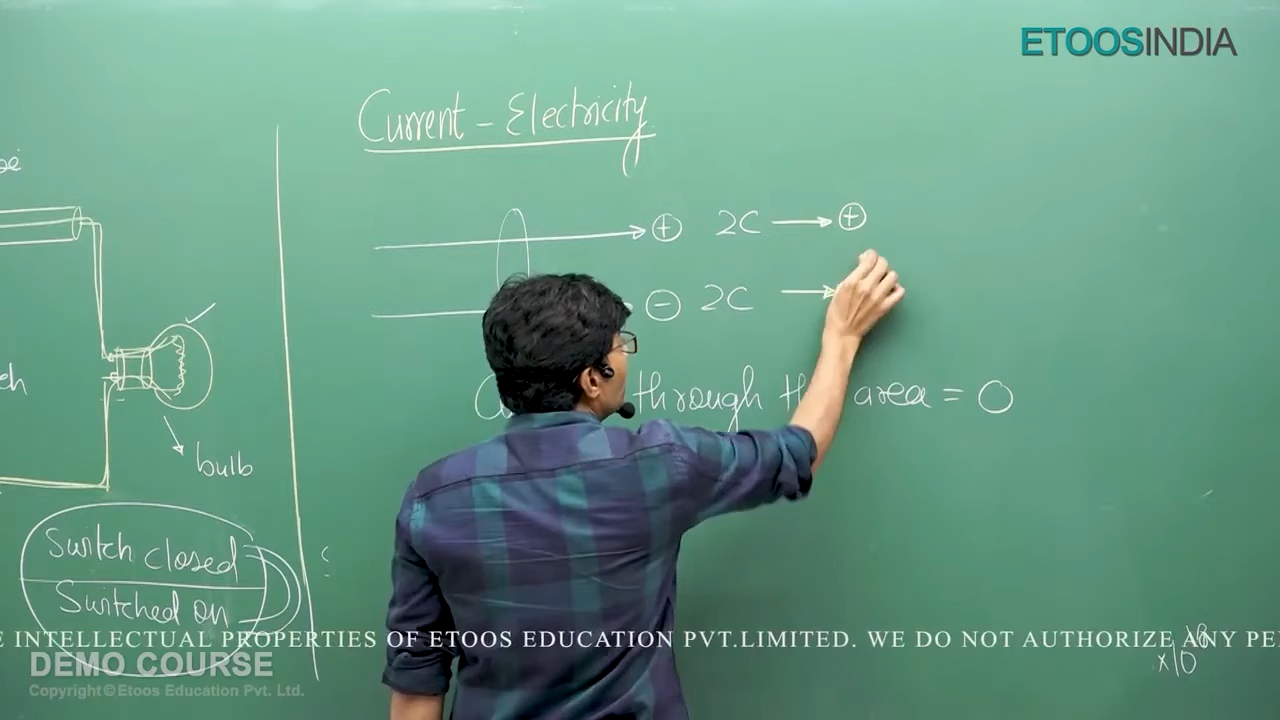 ETOOSINDIA
Current - Electricity
⊕ 2C → ⊕
⊖ 2C →
through area = 0
bulb
Switch closed
Switched on
INTELLECTUAL PROPERTIES OF ETOOS EDUCATION PVT.LIMITED. WE DO NOT AUTHORIZE ANY
DEMO COURSE
Copyright © Etoos Education Pvt. Ltd.